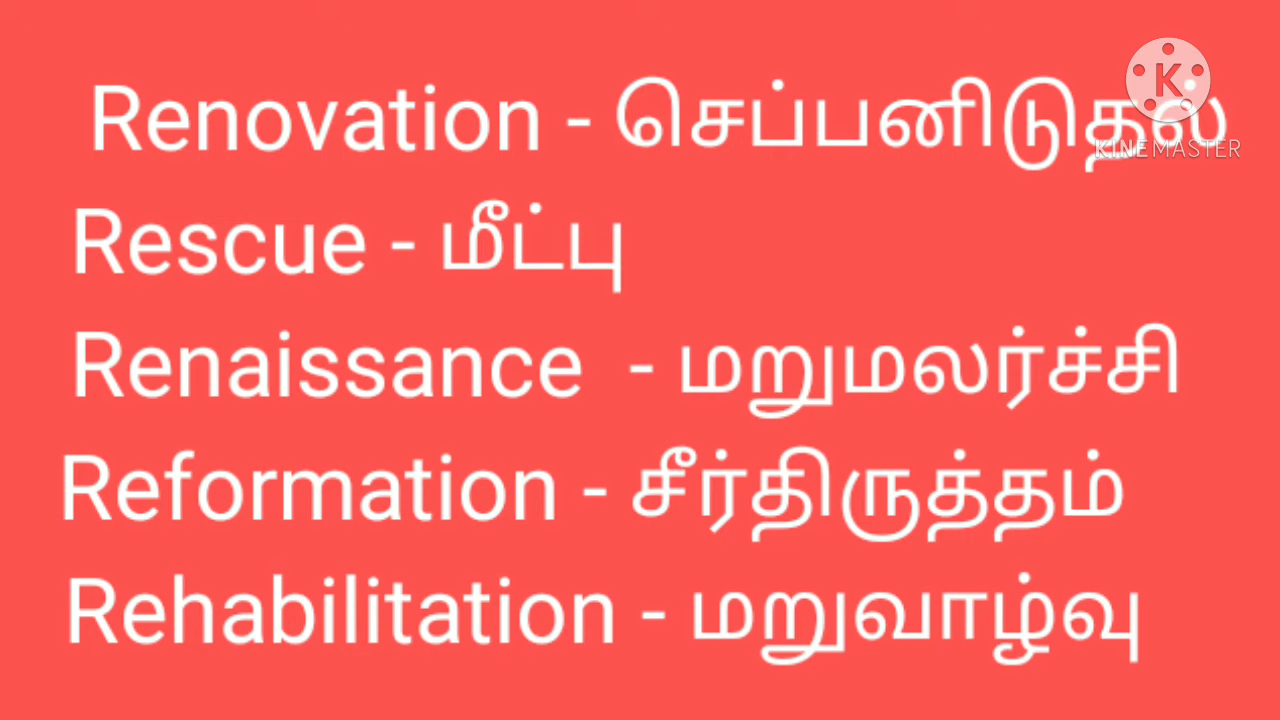 Renovation - செப்பனிடுதல்
K
KINEMASTER
Rescue - மீட்பு
Renaissance - மறுமலர்ச்சி
Reformation - சீர்திருத்தம்
Rehabilitation - மறுவாழ்வு